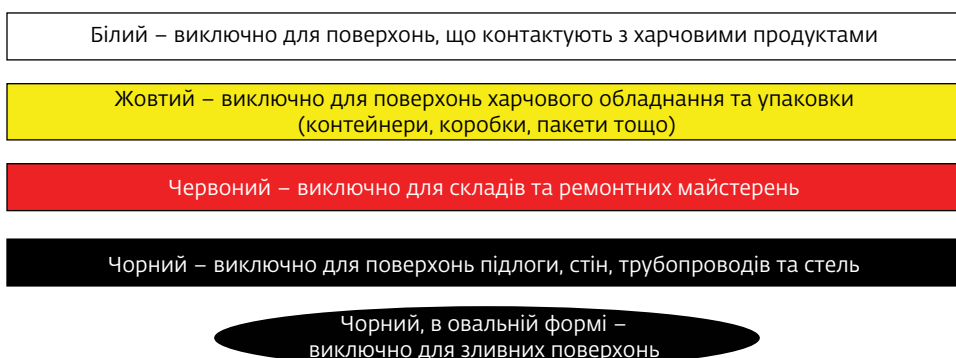 Білий – виключно для поверхонь, що контактують з харчовими продуктами
Жовтий – виключно для поверхонь харчового обладнання та упаковки
(контейнери, коробки, пакети тощо)
Червоний – виключно для складів та ремонтних майстерень
Чорний – виключно для поверхонь підлоги, стін, трубопроводів та стель
Чорний, в овальній формі –
виключно для зливних поверхонь